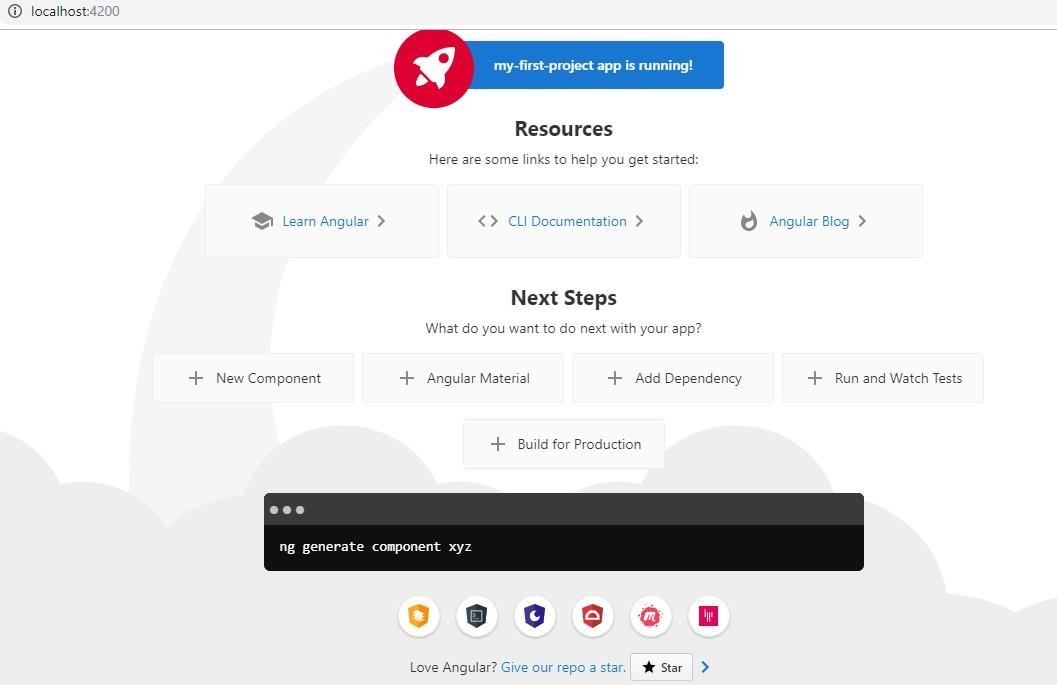 localhost:4200
my-first-project app is running!
Resources
Here are some links to help you get started:
Learn Angular
CLI Documentation
Angular Blog
Next Steps
What do you want to do next with your app?
New Component
Angular Material
Add Dependency
Run and Watch Tests
Build for Production
ng generate component xyz
Love Angular? Give our repo a star. Star